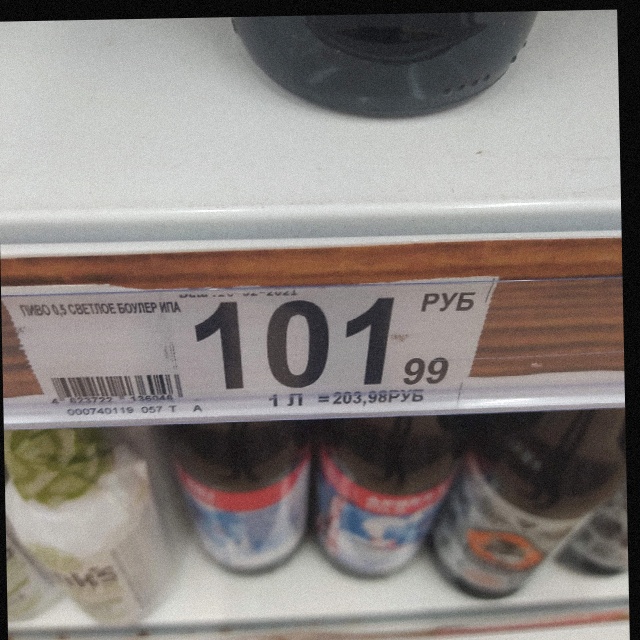 ПИВО 0,5 СВЕТЛОЕ БОУЛЕР ИПА
101
99
РУБ
1 Л =203,98РУБ
000740119 057 Т А